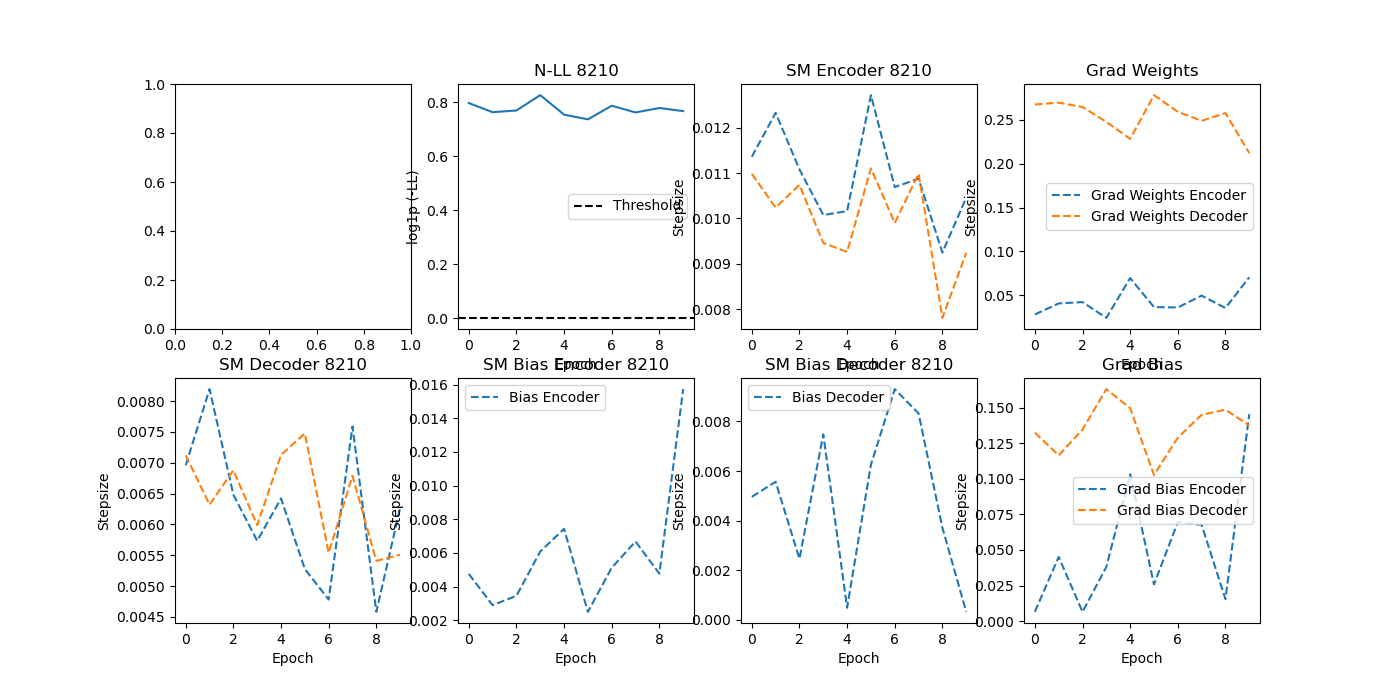 N-LL 8210
SM Encoder 8210
Grad Weights
1.0
0.8
0.6
0.4
0.2
0.0
0.0 0.2 0.4 0.6 0.8 1.0
log1p (-LL)
0.8
0.6
0.4
0.2
0.0
Threshold
0 2 4 6 8
Epoch
Stepsize
0.012
0.011
0.010
0.009
0.008
0 2 4 6 8
Epoch
Stepsize
0.25
0.20
0.15
0.10
0.05
Grad Weights Encoder
Grad Weights Decoder
0 2 4 6 8
Epoch
SM Decoder 8210
SM Bias Encoder 8210
SM Bias Decoder 8210
Grad Bias
Stepsize
0.0080
0.0075
0.0070
0.0065
0.0060
0.0055
0.0050
0.0045
0 2 4 6 8
Epoch
Stepsize
0.016
0.014
0.012
0.010
0.008
0.006
0.004
0.002
Bias Encoder
0 2 4 6 8
Epoch
Stepsize
0.008
0.006
0.004
0.002
0.000
Bias Decoder
0 2 4 6 8
Epoch
Stepsize
0.150
0.125
0.100
0.075
0.050
0.025
0.000
Grad Bias Encoder
Grad Bias Decoder
0 2 4 6 8
Epoch